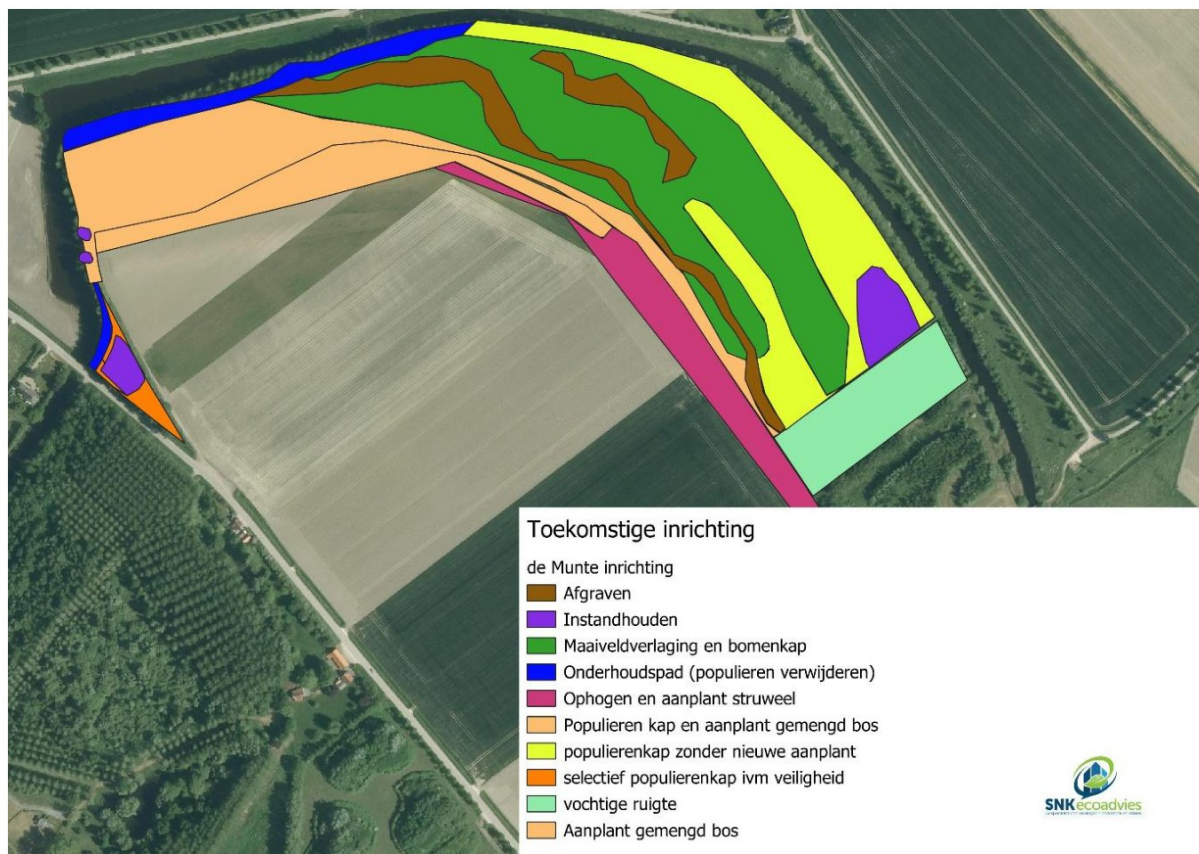 Toekomstige inrichting
de Munte inrichting
Afgraven
Instandhouden
Maaiveldverlaging en bomenkap
Onderhoudspad (populieren verwijderen)
Ophogen en aanplant struweel
Populieren kap en aanplant gemengd bos
populierenkap zonder nieuwe aanplant
selectief populierenkap ivm veiligheid
vochtige ruigte
Aanplant gemengd bos
SNKecoadvies